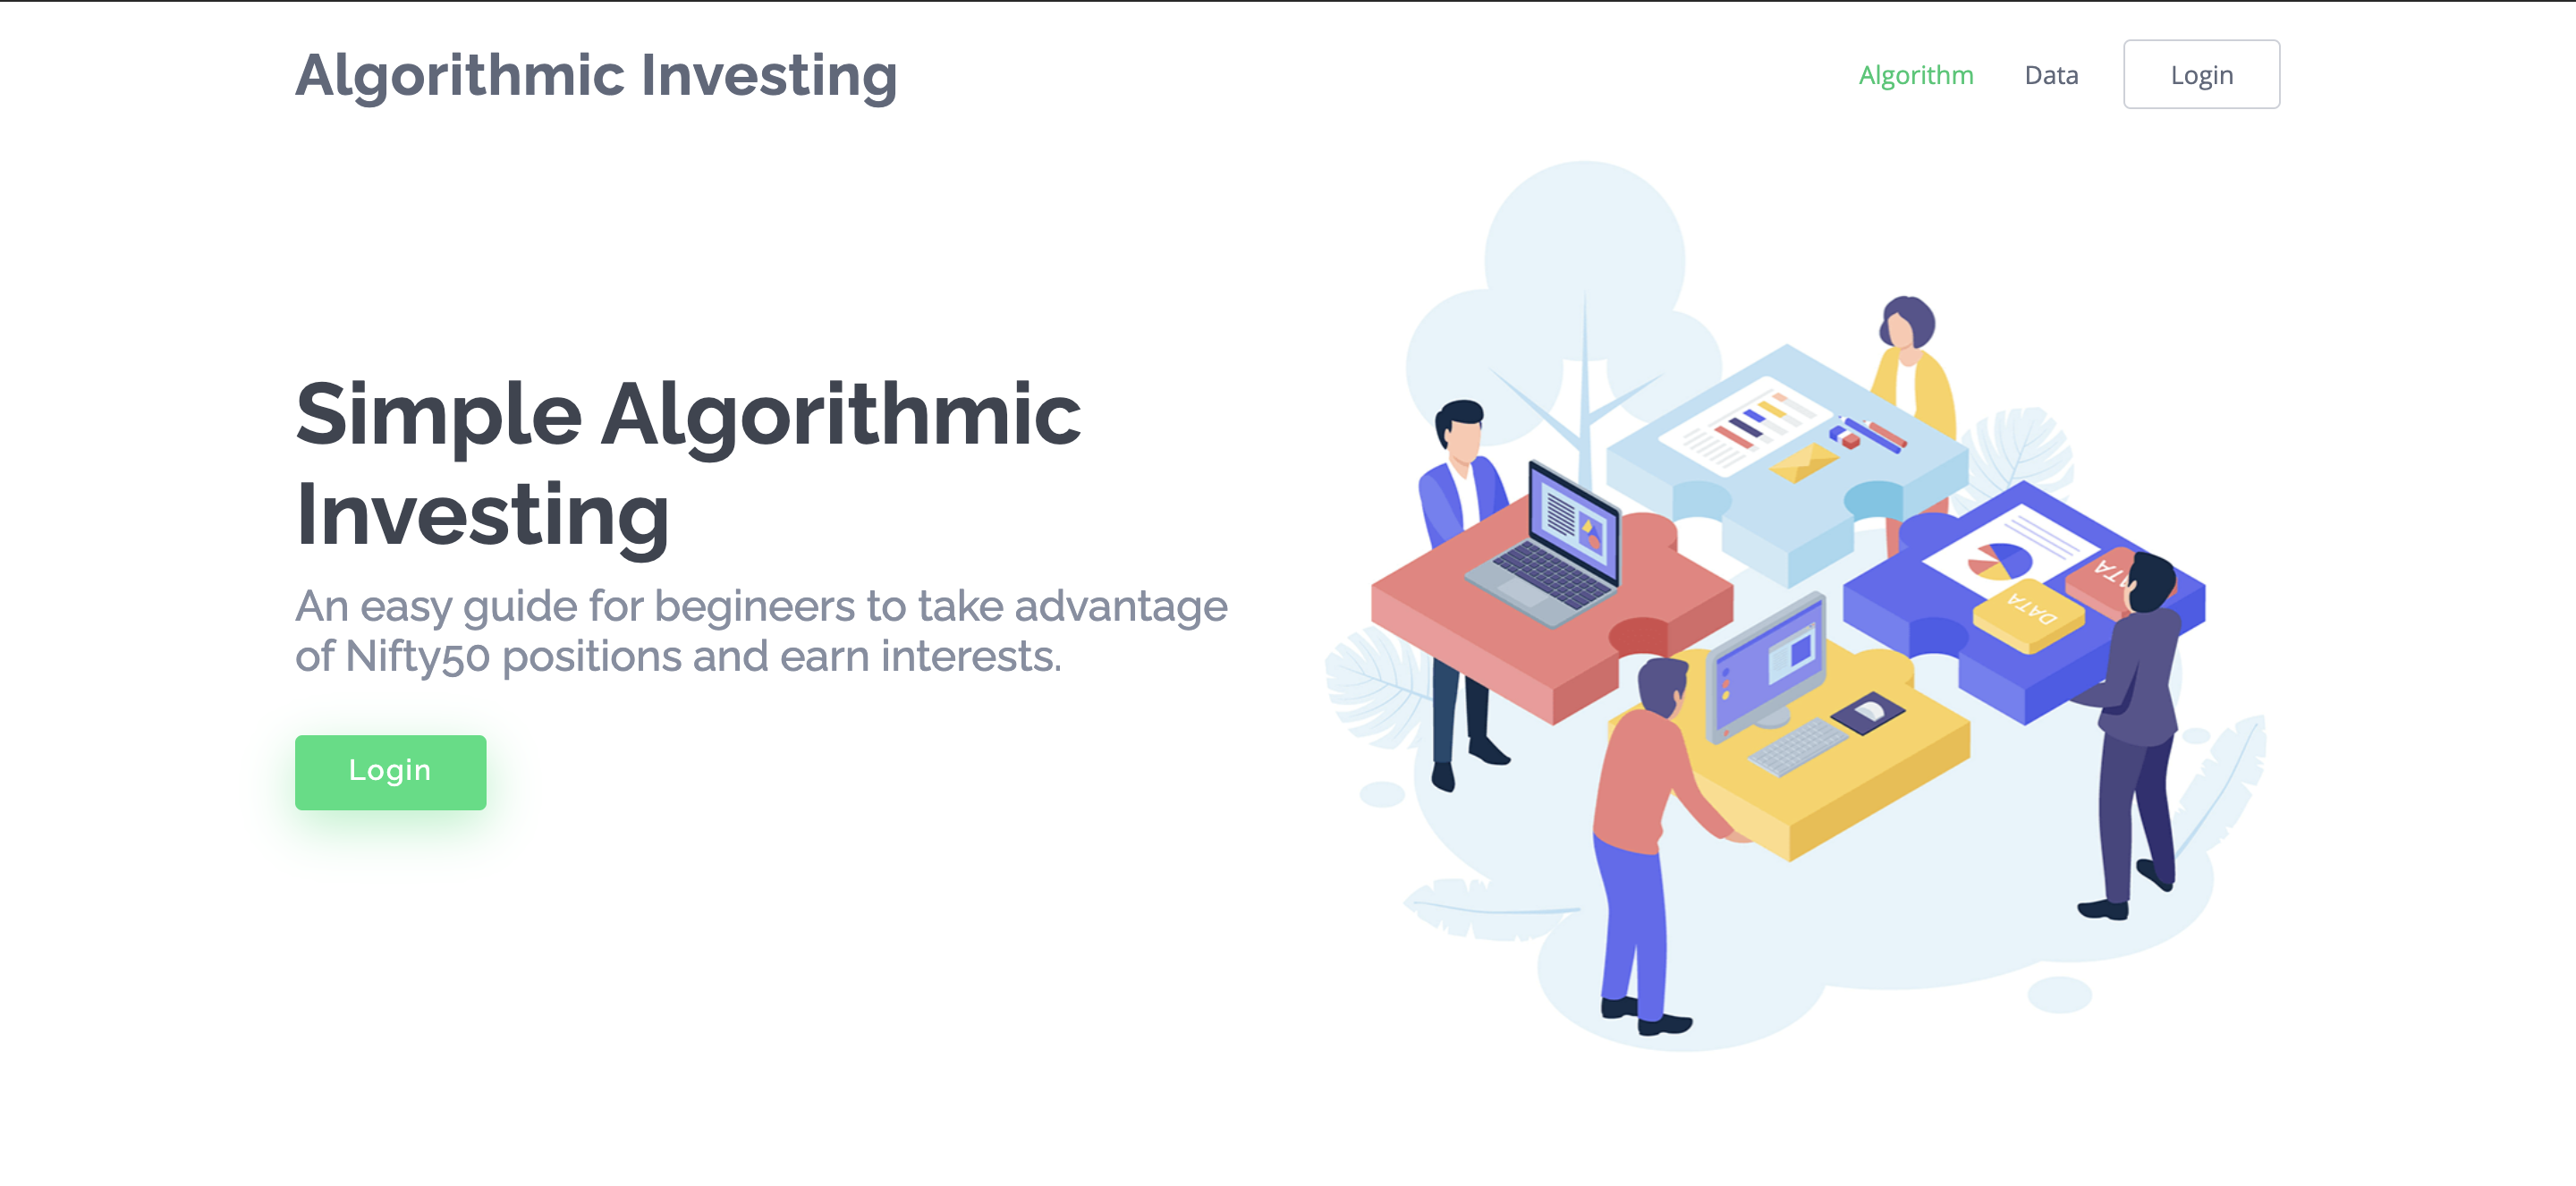 Algorithmic Investing
Algorithm
Data
Login
Simple Algorithmic
Investing
An easy guide for begineers to take advantage
of Nifty50 positions and earn interests.
Login
DATA